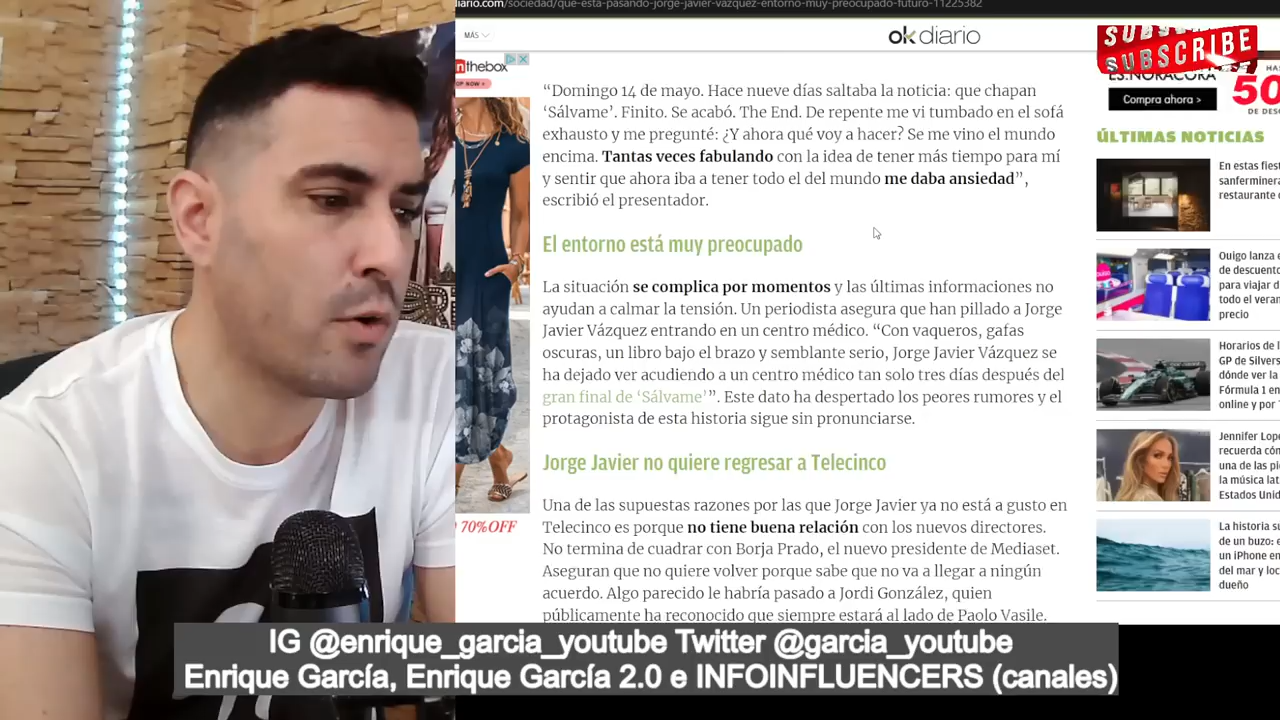 diario.com/sociedad/que-esta-pasando-jorge-javier-vazquez-entorno-muy-preocupado-futuro-11225382
MÁS
okdiario
SUBSCRIBE
inthebox
SHOP NOW >
“Domingo 14 de mayo. Hace nueve días saltaba la noticia: que chapan
‘Sálvame’. Finito. Se acabó. The End. De repente me vi tumbado en el sofá
exhausto y me pregunté: ¿Y ahora qué voy a hacer? Se me vino el mundo
encima. Tantas veces fabulando con la idea de tener más tiempo para mí
y sentir que ahora iba a tener todo el del mundo me daba ansiedad”,
escribió el presentador.
El entorno está muy preocupado
La situación se complica por momentos y las últimas informaciones no
ayudan a calmar la tensión. Un periodista asegura que han pillado a Jorge
Javier Vázquez entrando en un centro médico. “Con vaqueros, gafas
oscuras, un libro bajo el brazo y semblante serio, Jorge Javier Vázquez se
ha dejado ver acudiendo a un centro médico tan solo tres días después del
gran final de ‘Sálvame’”. Este dato ha despertado los peores rumores y el
protagonista de esta historia sigue sin pronunciarse.
Jorge Javier no quiere regresar a Telecinco
Una de las supuestas razones por las que Jorge Javier ya no está a gusto en
Telecinco es porque no tiene buena relación con los nuevos directores.
No termina de cuadrar con Borja Prado, el nuevo presidente de Mediaset.
Aseguran que no quiere volver porque sabe que no va a llegar a ningún
acuerdo. Algo parecido le habría pasado a Jordi González, quien
públicamente ha reconocido que siempre estará al lado de Paolo Vasile.
70%OFF
ES.NORACORA
Compra ahora >
HAS
50
DE DESC
ÚLTIMAS NOTICIAS
En estas fies
sanferminera
restaurante
Ouigo lanza e
de descuento
para viajar d
todo el veran
precio
Horarios de l
GP de Silvers
dónde ver la
Fórmula 1 en
online y por
Jennifer Lope
recuerda cón
una de las pi
la música lat
Estados Unid
La historia s
de un buzo: e
un iPhone en
del mar y loc
dueño
IG @enrique_garcia_youtube Twitter @garcia_youtube
Enrique García, Enrique García 2.0 e INFOINFLUENCERS (canales)